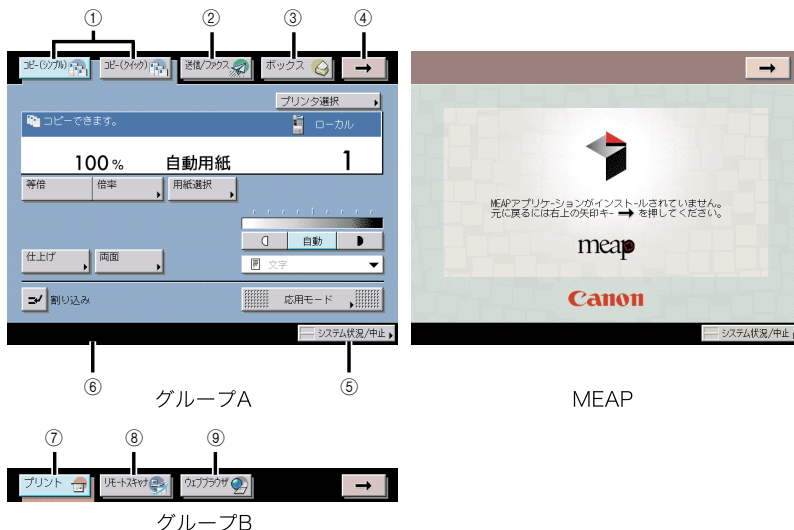 ① ② ③ ④
コピー(シンプル) コピー(クイック) 送信/ファクス ボックス →
プリンタ選択
コピーできます。 ローカル
100% 自動用紙 1
等倍 倍率 用紙選択
自動
仕上げ 両面 文字
割り込み 応用モード
システム状況/中止
⑥ ⑤
グループA
→
MEAPアプリケーションがインストールされていません。
元に戻るには右上の矢印キー → を押してください。
meap
Canon
システム状況/中止
MEAP
⑦ ⑧ ⑨
プリント リモートスキャナ ウェブブラウザ →
グループB